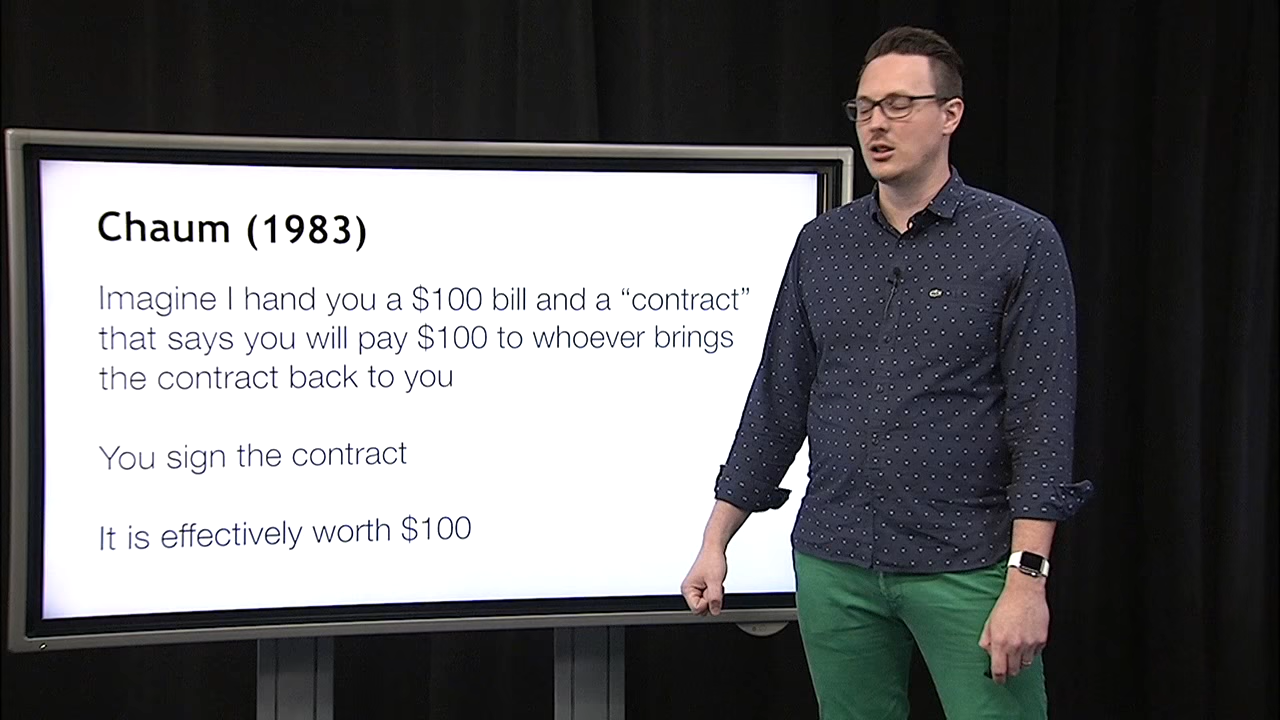 Chaum (1983)
Imagine I hand you a $100 bill and a “contract”
that says you will pay $100 to whoever brings
the contract back to you
You sign the contract
It is effectively worth $100